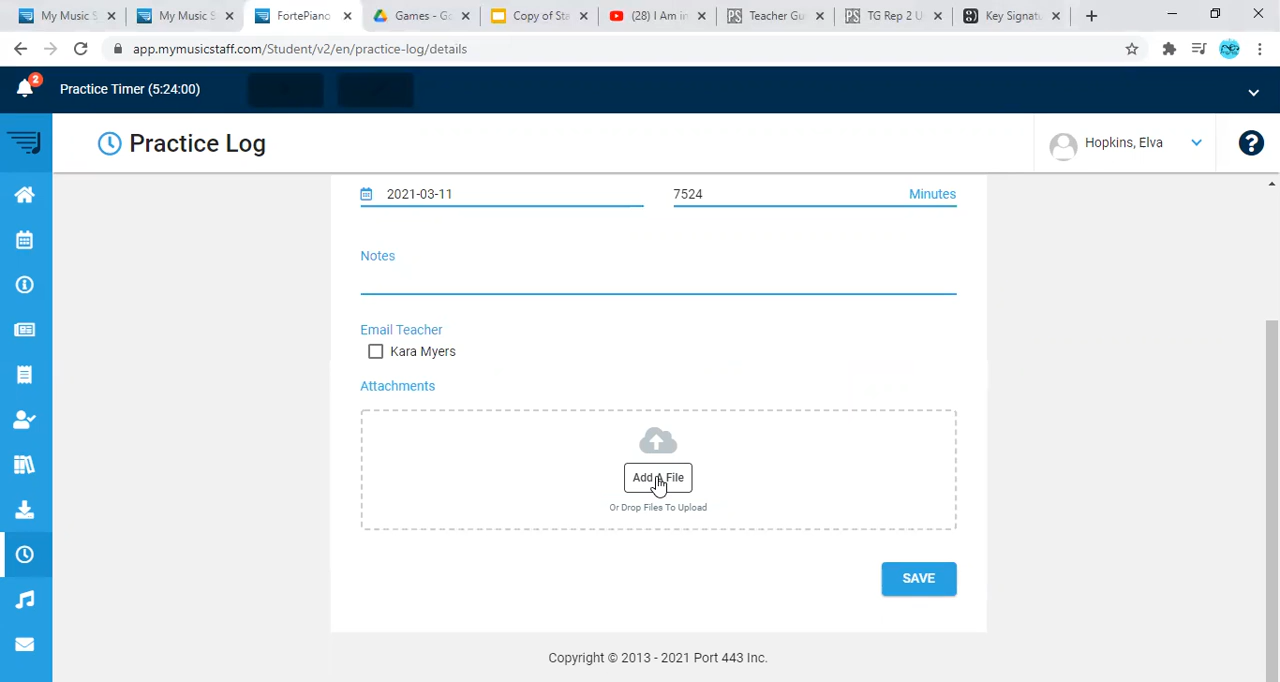 My Music S
My Music S
FortePiano
Games - Go
Copy of Sta
(28) I Am in
Teacher Gu
TG Rep 2 U
Key Signatu
app.mymusicstaff.com/Student/v2/en/practice-log/details
2
Practice Timer (5:24:00)
Practice Log
Hopkins, Elva
?
2021-03-11
7524
Minutes
Notes
Email Teacher
Kara Myers
Attachments
Add A File
Or Drop Files To Upload
SAVE
Copyright © 2013 - 2021 Port 443 Inc.